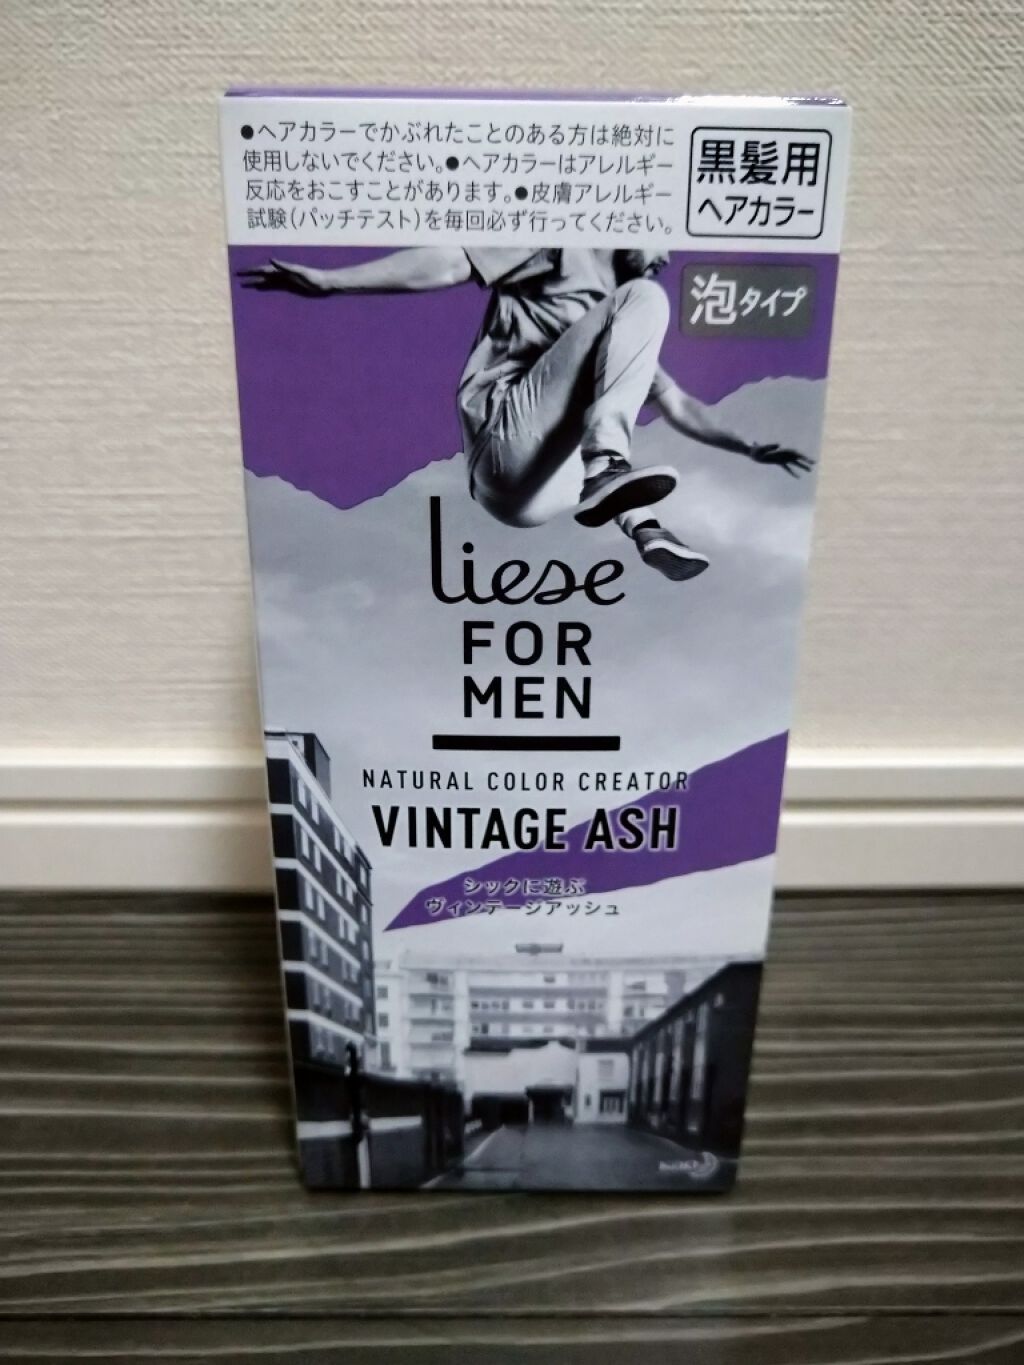 ●ヘアカラーでかぶれたことのある方は絶対に
使用しないでください。●ヘアカラーはアレルギー
反応をおこすことがあります。●皮膚アレルギー
試験(パッチテスト)を毎回必ず行ってください。
黒髪用
ヘアカラー
泡タイプ
liese
FOR
MEN
NATURAL COLOR CREATOR
VINTAGE ASH
シックに遊ぶ
ヴィンテージアッシュ